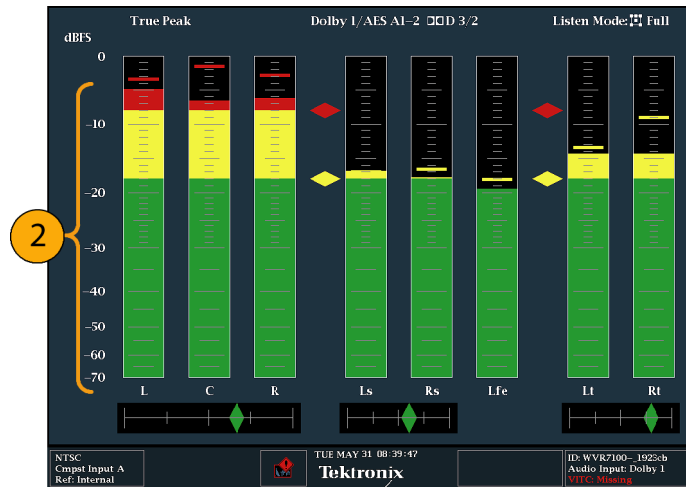 True Peak
Dolby 1/AES A1-2 D 3/2
Listen Mode: Full
dBFS
0
-10
-20
-30
-40
-50
-60
-70
2
L C R Ls Rs Lfe Lt Rt
NTSC
Cmpst Input A
Ref: Internal
TUE MAY 31 08:39:47
Tektronix
ID: WVR7100-_1923cb
Audio Input: Dolby 1
VITC: Missing